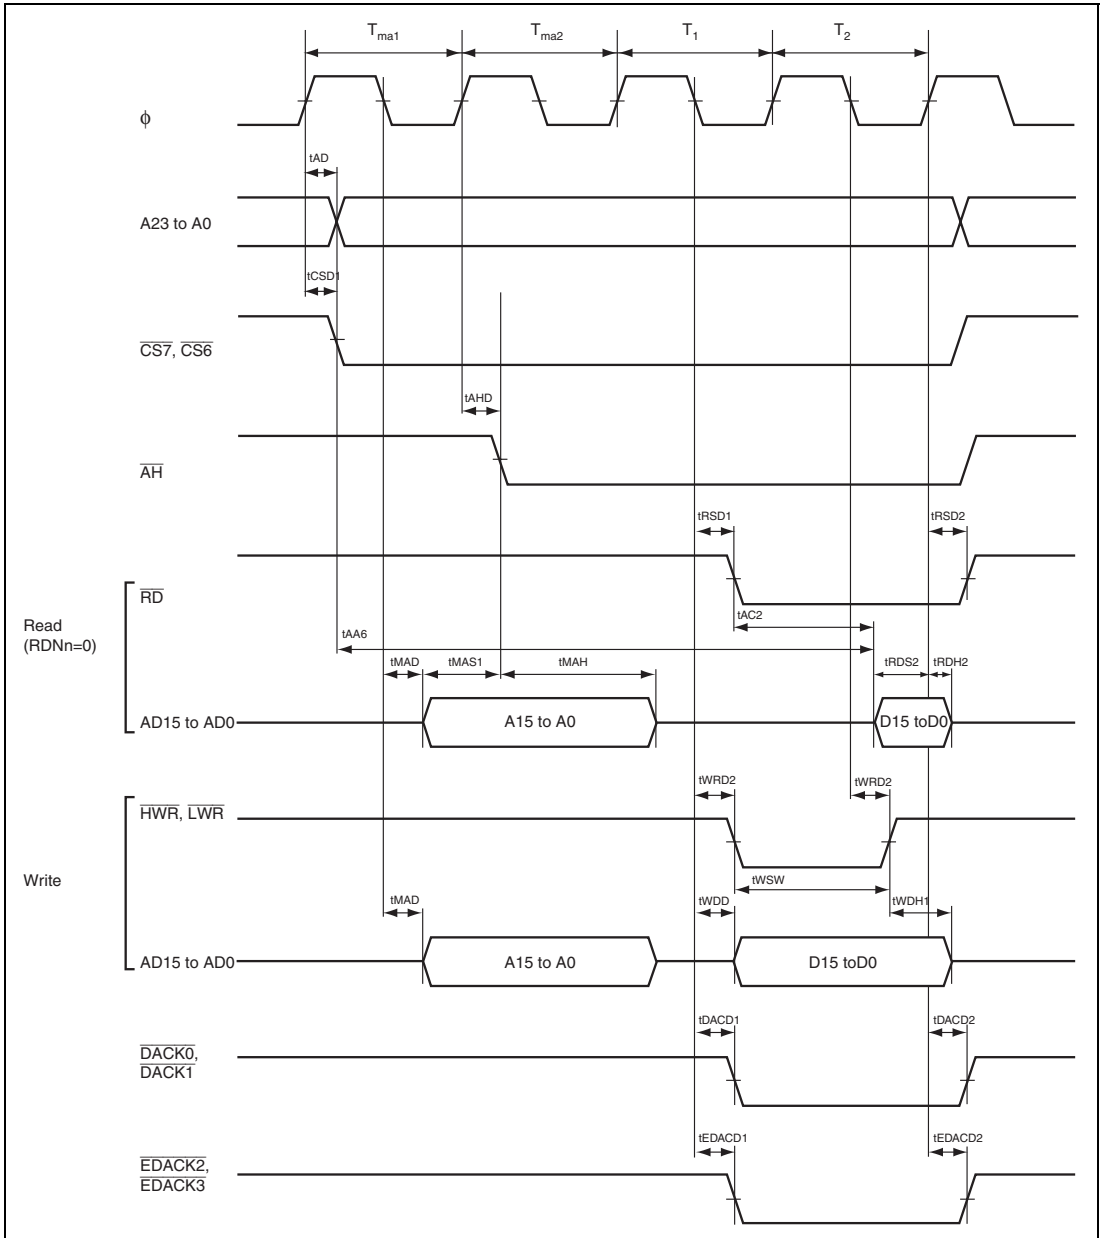 Tma1 Tma2 T1 T2
ϕ
tAD
A23 to A0
tCSD1
CS7, CS6
tAHD
AH
tRSD1 tRSD2
RD
Read
(RDNn=0)
tAC2
tAA6
tMAD tMAS1 tMAH tRDS2 tRDH2
AD15 to AD0 A15 to A0 D15 toD0
tWRD2 tWRD2
HWR, LWR
Write
tWSW
tMAD tWDD tWDH1
AD15 to AD0 A15 to A0 D15 toD0
tDACD1 tDACD2
DACK0,
DACK1
tEDACD1 tEDACD2
EDACK2,
EDACK3